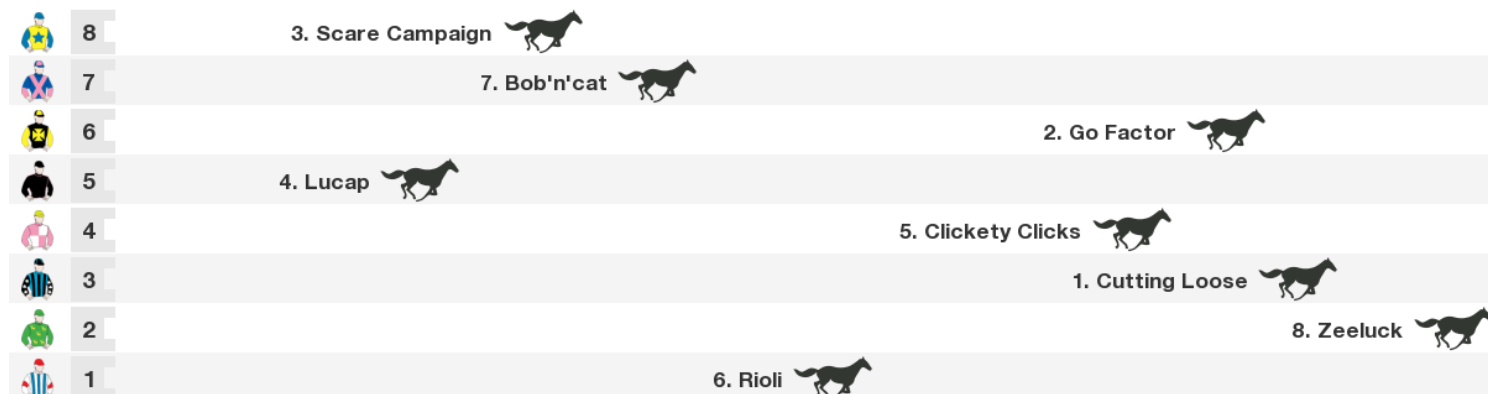 8 3. Scare Campaign
7 7. Bob'n'cat
6 2. Go Factor
5 4. Lucap
4 5. Clickety Clicks
3 1. Cutting Loose
2 8. Zeeluck
1 6. Rioli